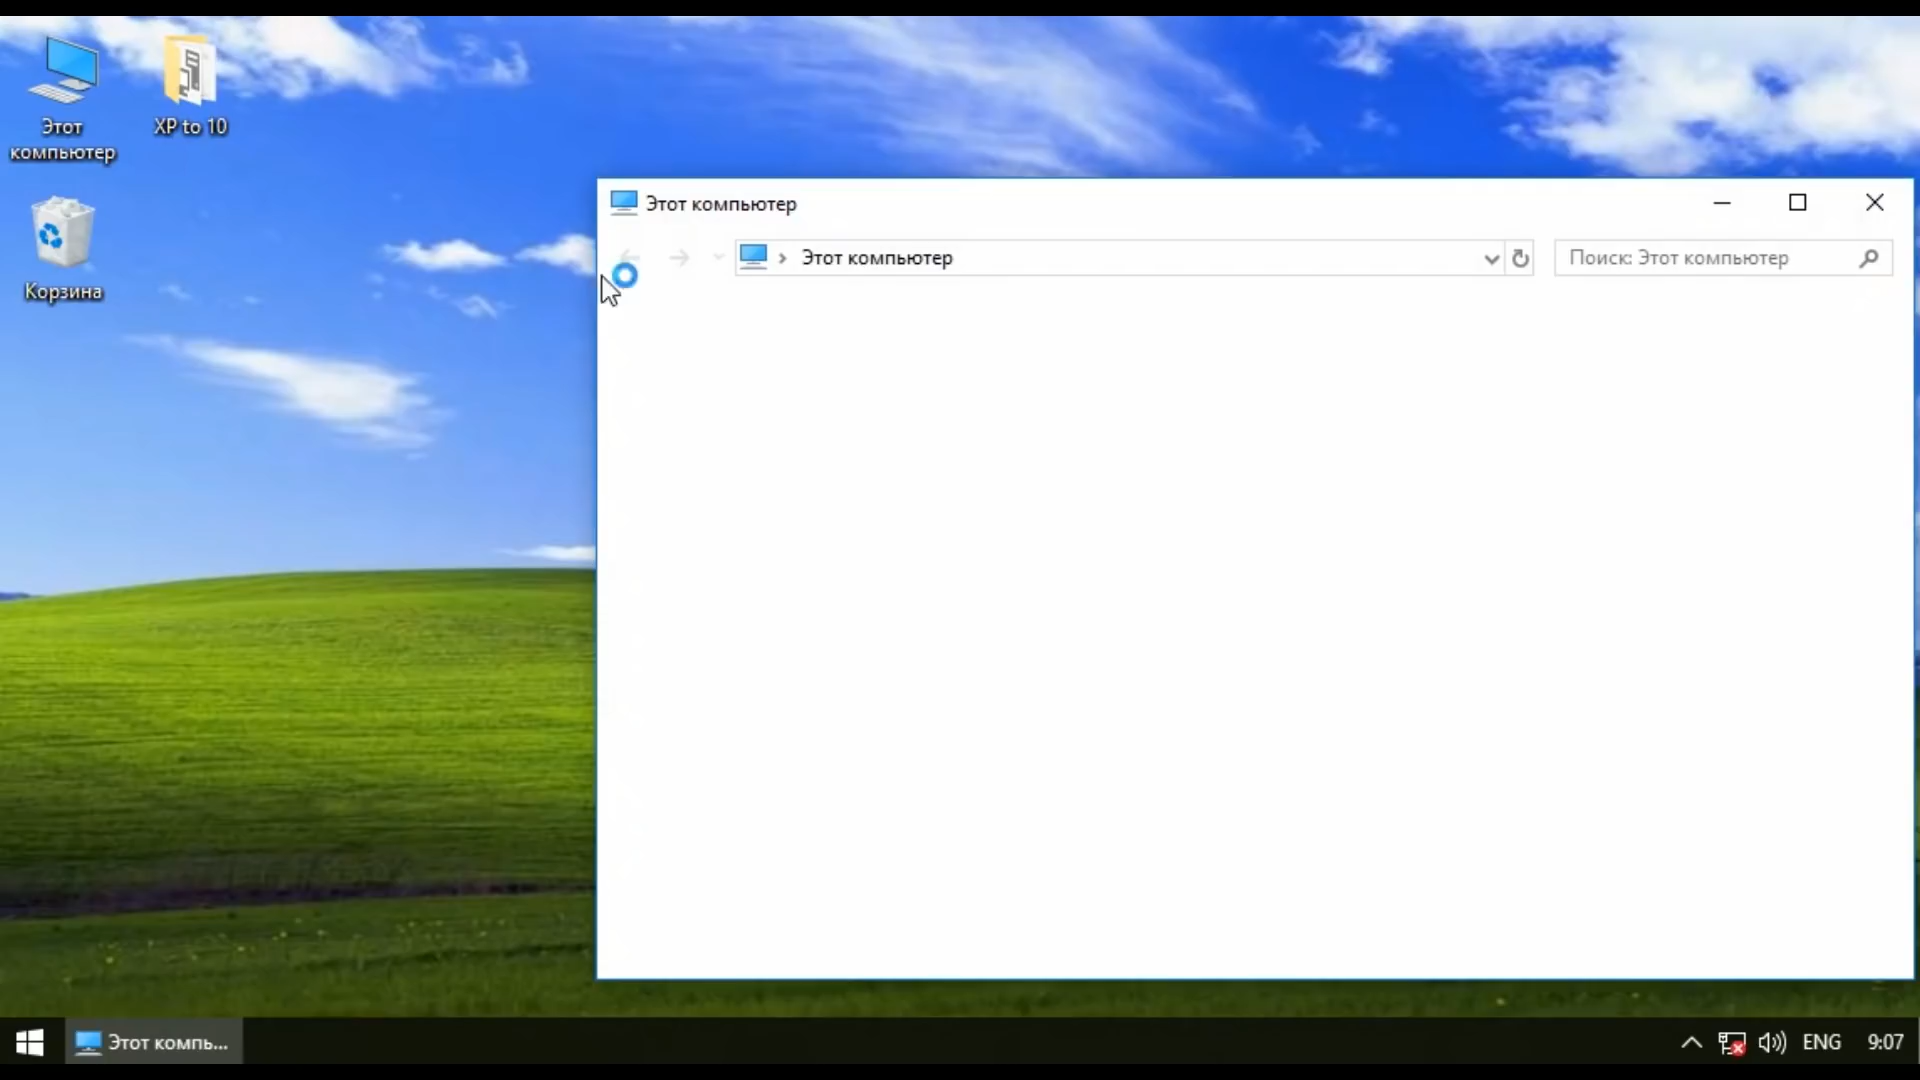 Этот
компьютер
XP to 10
Корзина
Этот компьютер
Этот компьютер
Поиск: Этот компьютер
Этот компь...
ENG
9:07